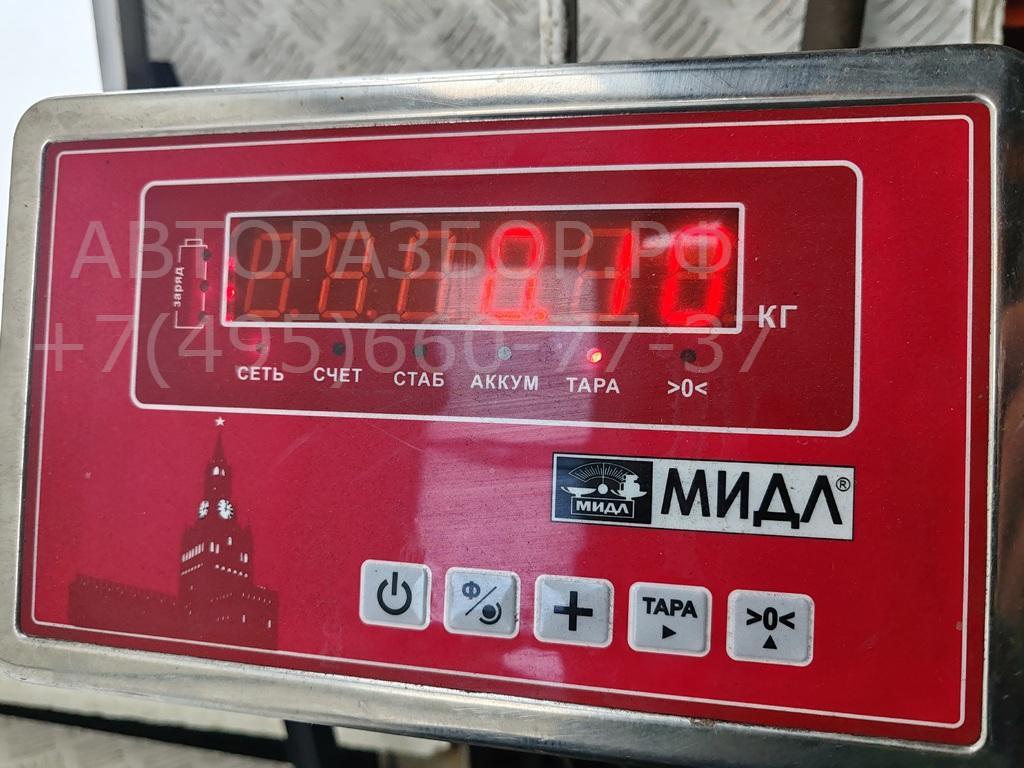 АВТОРАЗБОР.РФ
+7(495)660-77-37
заряд
0.10
КГ
СЕТЬ СЧЕТ СТАБ АККУМ ТАРА >0<
МИДЛ
МИДЛ®
Ф/ + ТАРА >0<